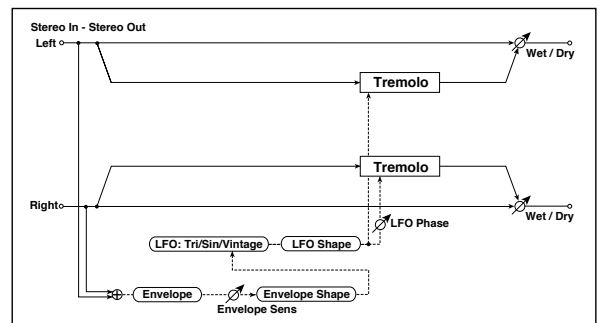 Stereo In - Stereo Out
Left
Wet / Dry
Tremolo
Tremolo
Right
Wet / Dry
LFO Phase
LFO: Tri/Sin/Vintage
LFO Shape
Envelope
Envelope Sens
Envelope Shape